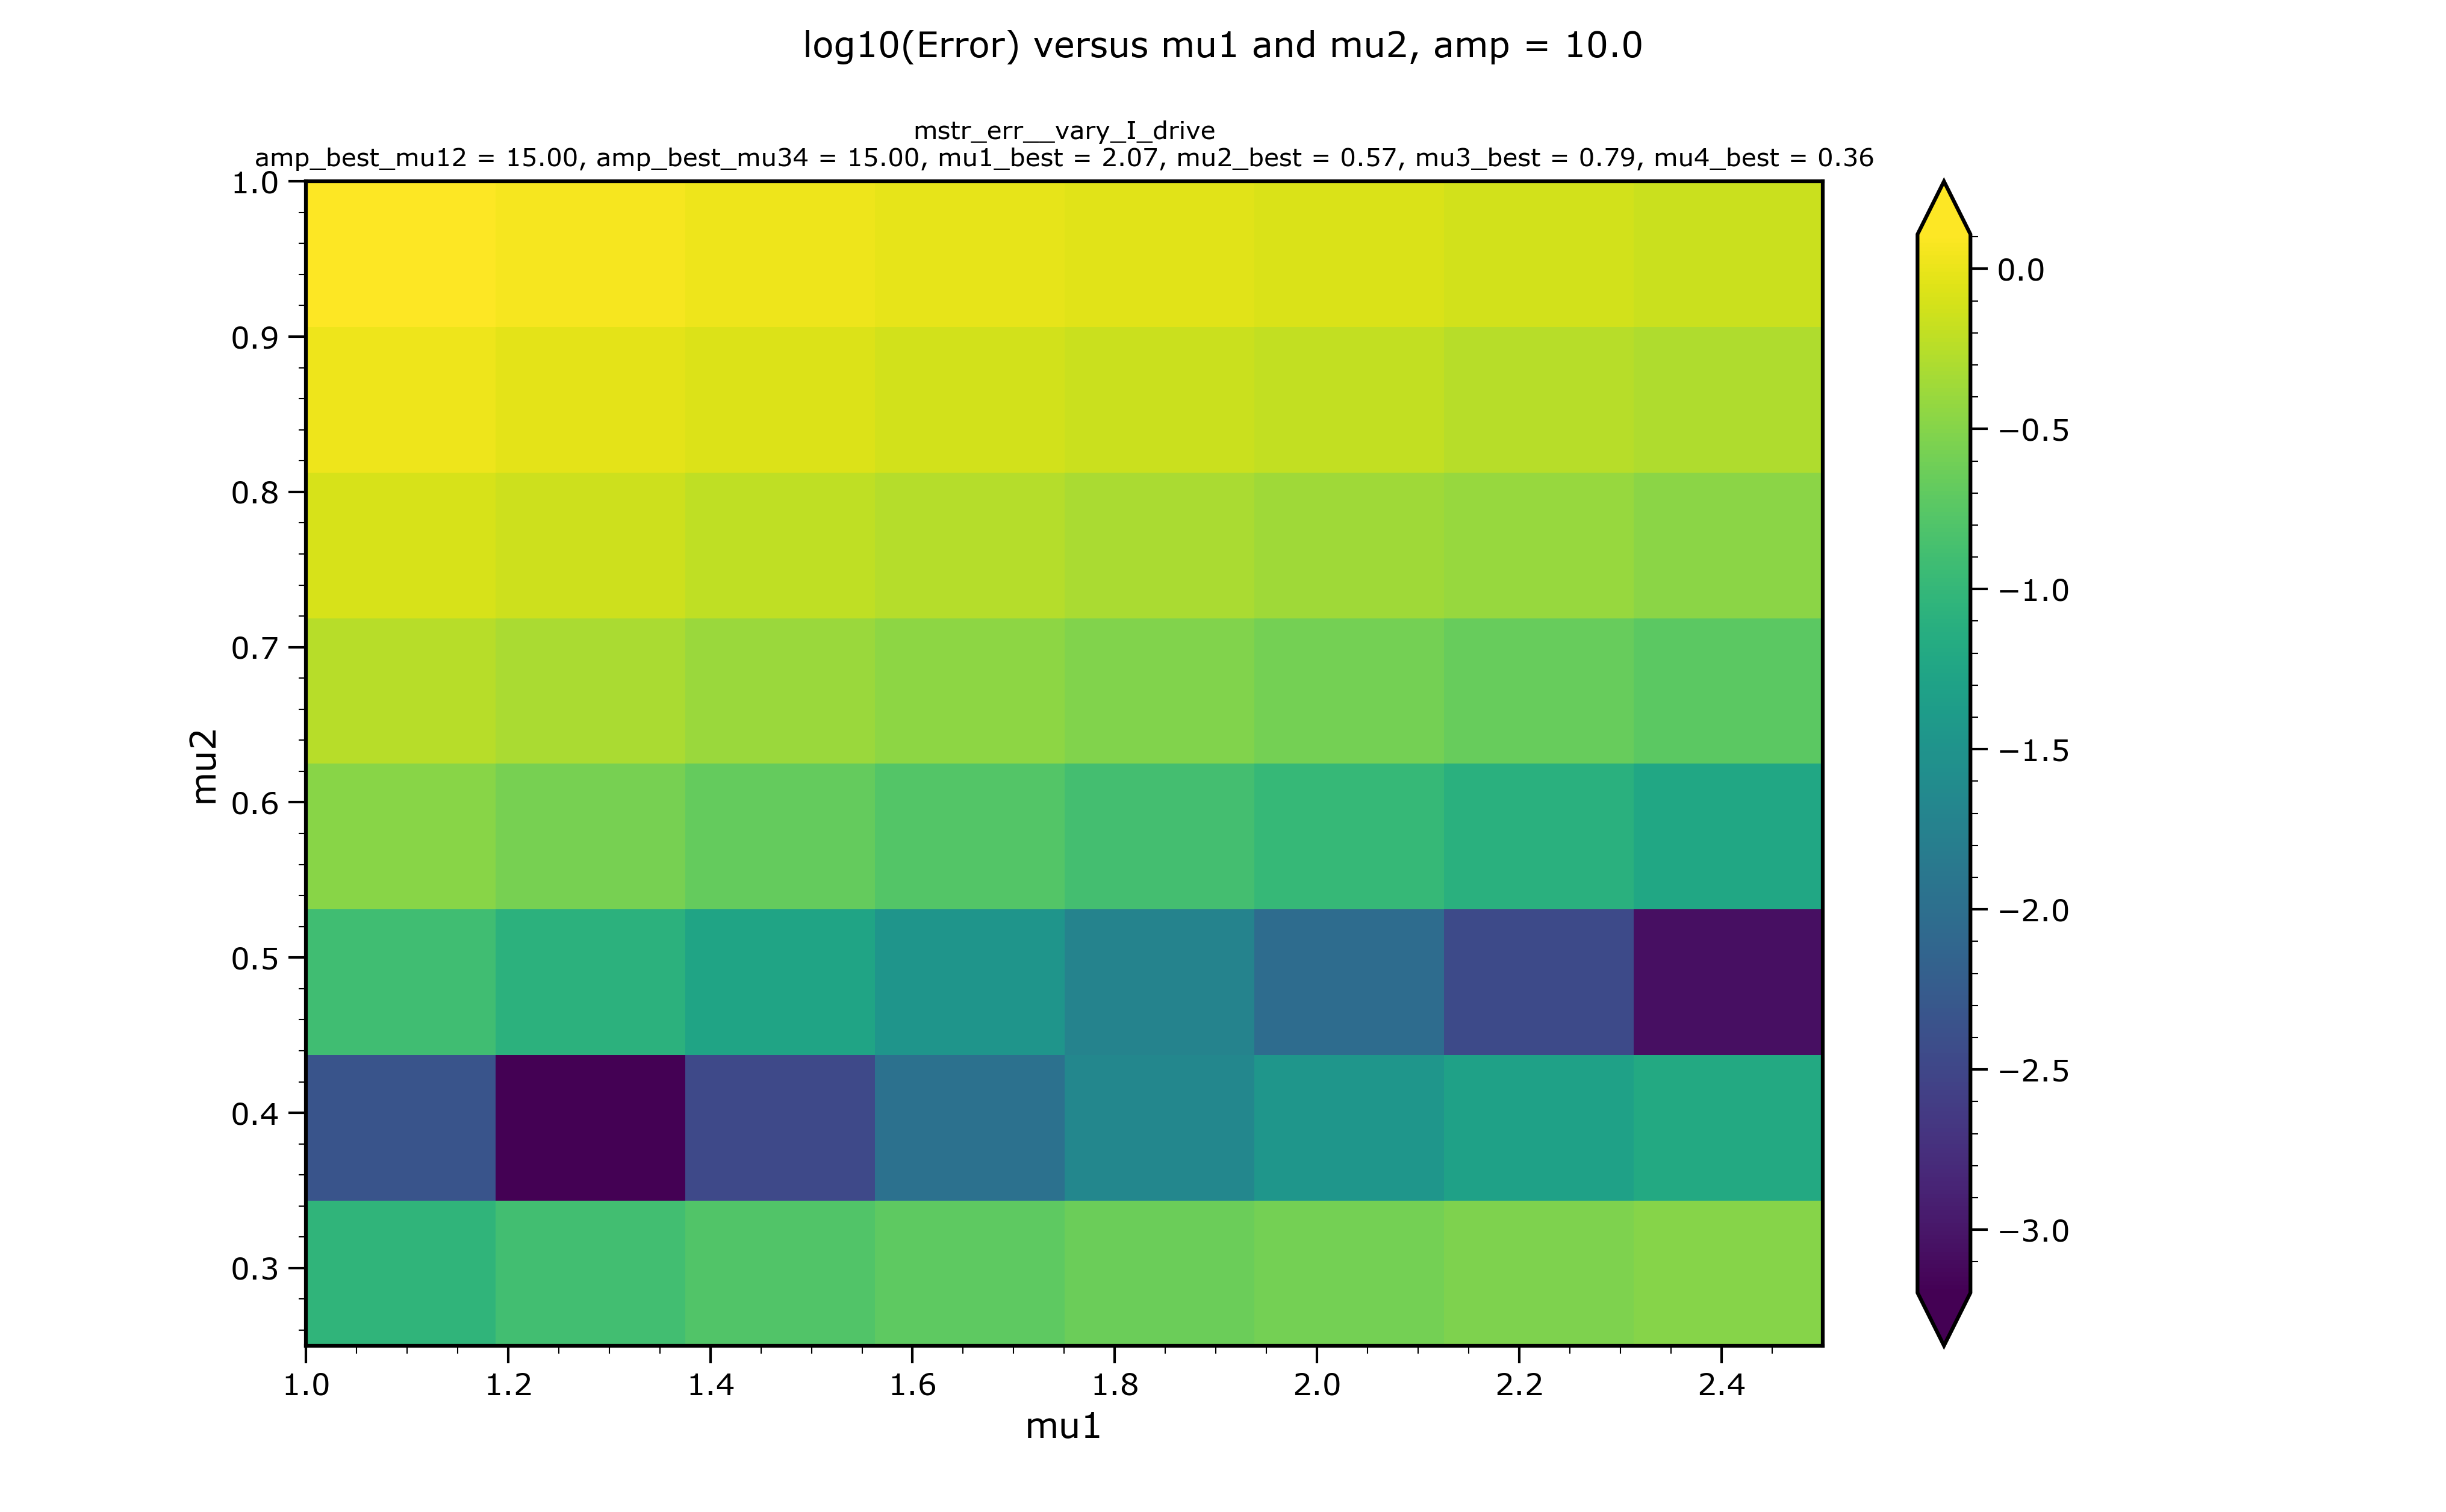 log10(Error) versus mu1 and mu2, amp = 10.0
mstr_err__vary_I_drive
amp_best_mu12 = 15.00, amp_best_mu34 = 15.00, mu1_best = 2.07, mu2_best = 0.57, mu3_best = 0.79, mu4_best = 0.36
1.0
0.9
0.8
0.7
0.6
0.5
0.4
0.3
mu2
1.0 1.2 1.4 1.6 1.8 2.0 2.2 2.4
mu1
0.0
−0.5
−1.0
−1.5
−2.0
−2.5
−3.0